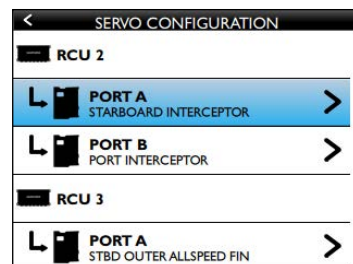 SERVO CONFIGURATION
RCU 2
PORT A
STARBOARD INTERCEPTOR
PORT B
PORT INTERCEPTOR
RCU 3
PORT A
STBD OUTER ALLSPEED FIN